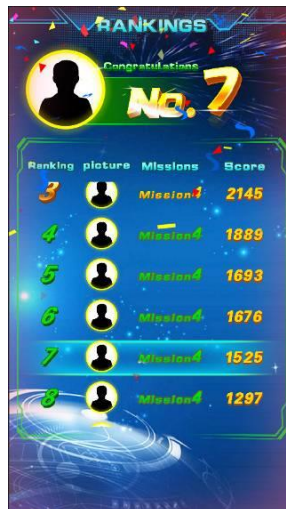 RANKINGS
Congratulations
No.7
Ranking picture Missions Score
3 Mission4 2145
4 Mission4 1889
5 Mission4 1693
6 Mission4 1676
7 Mission4 1525
8 Mission4 1297